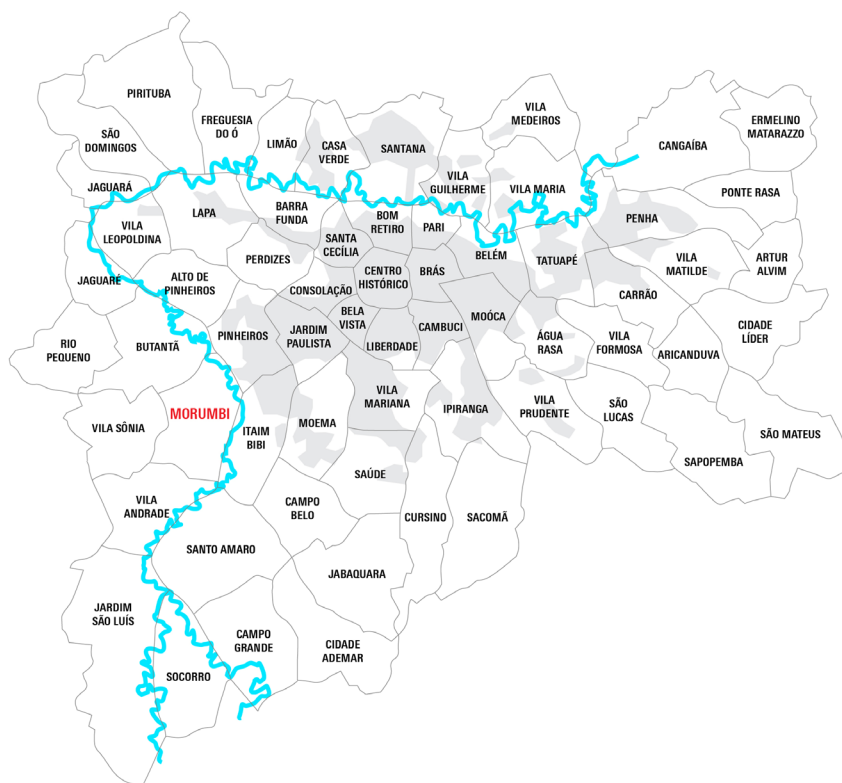 PIRITUBA
SÃO
DOMINGOS
FREGUESIA
DO Ó
LIMÃO
CASA
VERDE
SANTANA
VILA
MEDEIROS
VILA
GUILHERME
VILA MARIA
CANGAÍBA
ERMELINO
MATARAZZO
JAGUARÁ
PONTE RASA
VILA
LEOPOLDINA
LAPA
BARRA
FUNDA
BOM
RETIRO
PARI
PENHA
PERDIZES
SANTA
CECÍLIA
BELÉM
TATUAPÉ
VILA
MATILDE
ARTUR
ALVIM
JAGUARÉ
ALTO DE
PINHEIROS
CONSOLAÇÃO
CENTRO
HISTÓRICO
BRÁS
CARRÃO
RIO
PEQUENO
BUTANTÃ
PINHEIROS
JARDIM
PAULISTA
BELA
VISTA
LIBERDADE
CAMBUCI
MOÓCA
ÁGUA
RASA
VILA
FORMOSA
ARICANDUVA
CIDADE
LÍDER
MORUMBI
VILA SÔNIA
ITAIM
BIBI
MOEMA
VILA
MARIANA
IPIRANGA
VILA
PRUDENTE
SÃO
LUCAS
SÃO MATEUS
SAPOPEMBA
SAÚDE
VILA
ANDRADE
CAMPO
BELO
CURSINO
SACOMÃ
SANTO AMARO
JABAQUARA
JARDIM
SÃO LUÍS
CAMPO
GRANDE
CIDADE
ADEMAR
SOCORRO